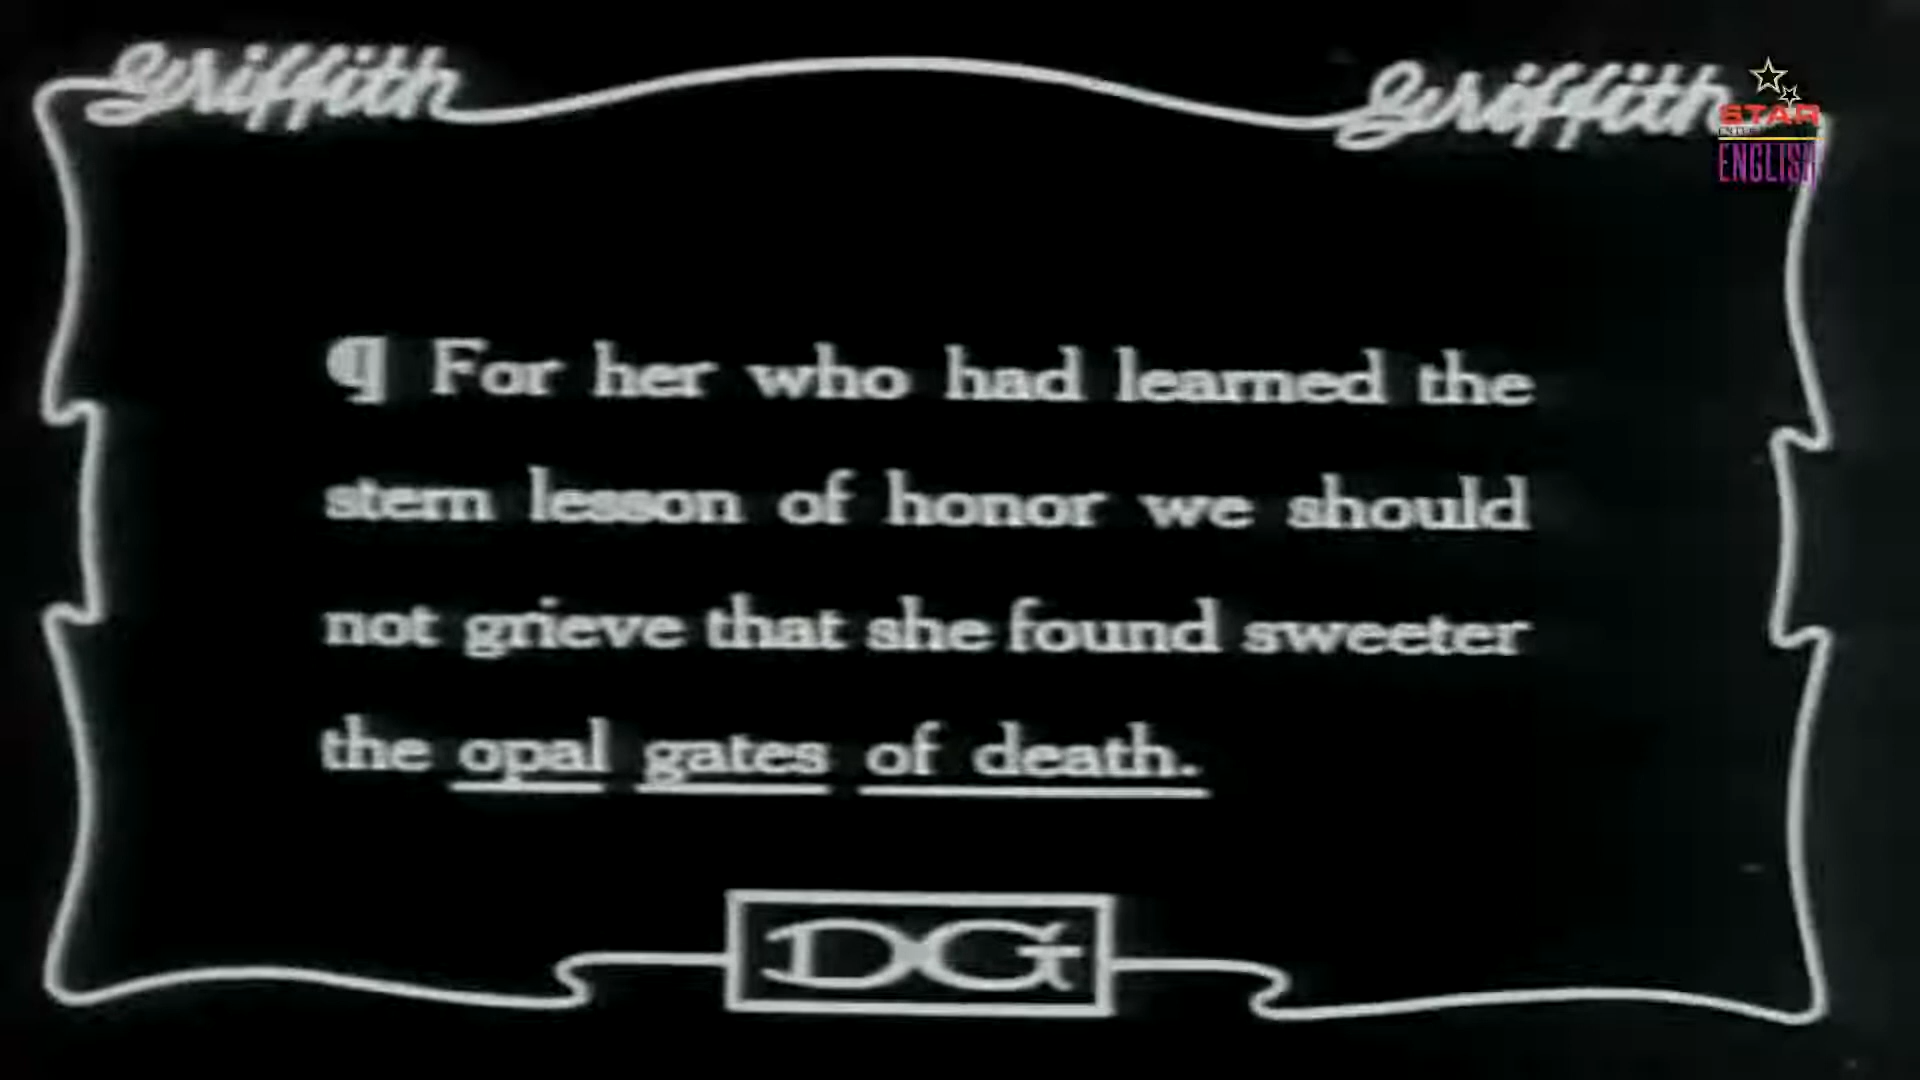 Griffith Griffith
STAR
ENGLISH
¶ For her who had learned the
stern lesson of honor we should
not grieve that she found sweeter
the opal gates of death.
DG